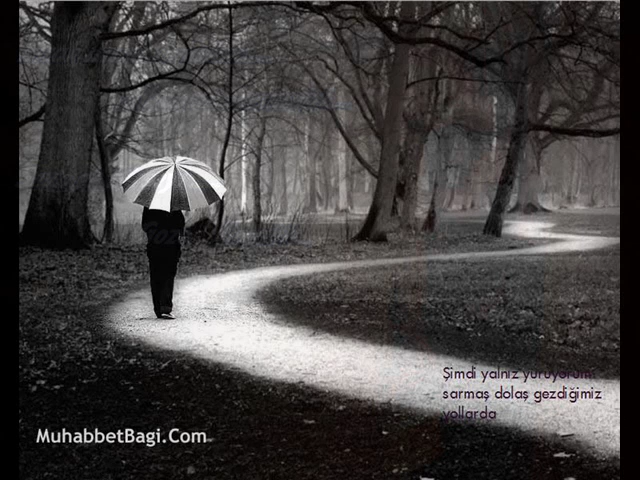 Şimdi yalnız yürüyorum
sarmaş dolaş gezdiğimiz
yollarda
MuhabbetBagi.Com